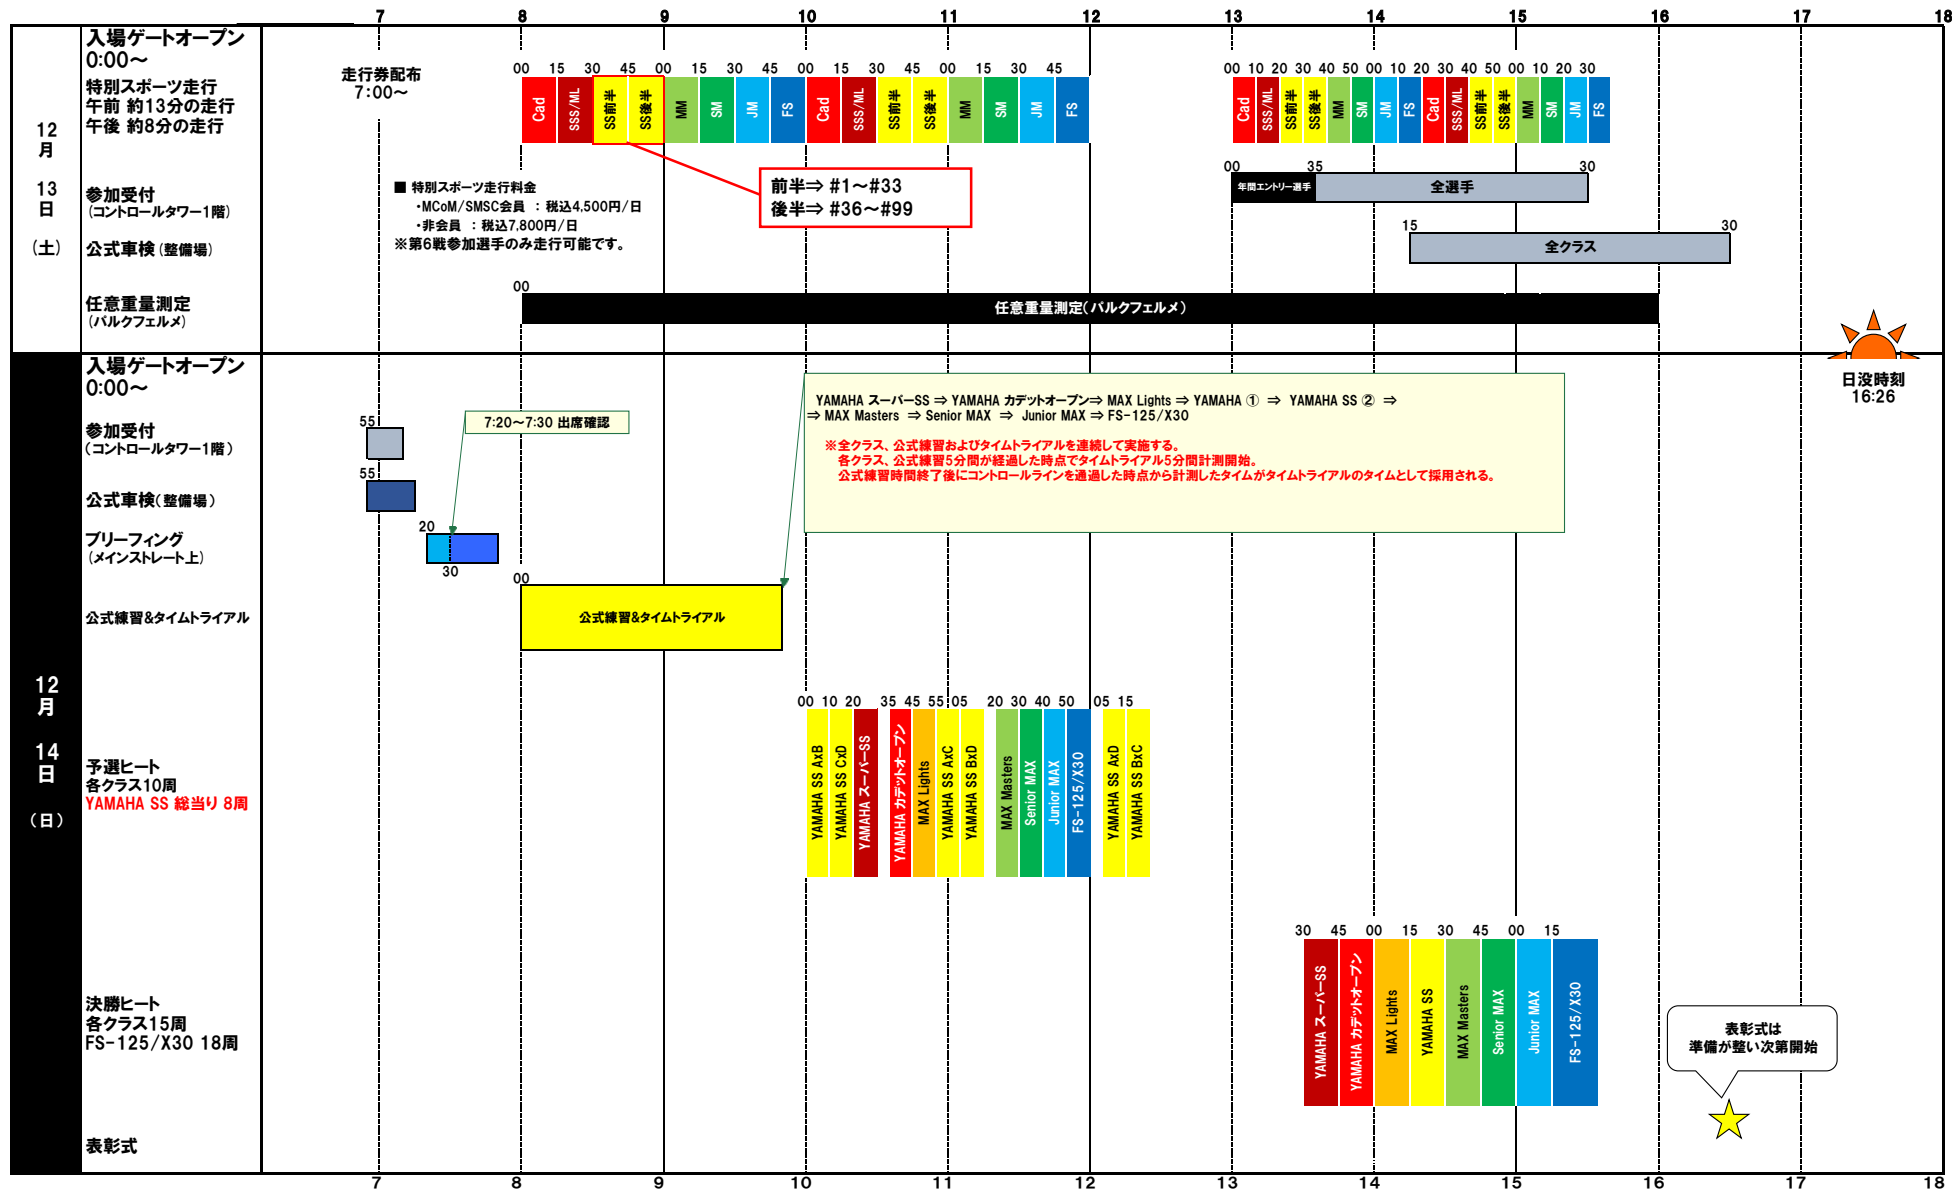 7 8 9 10 11 12 13 14 15 16 17 18
12
月
13
日
(土)
入場ゲートオープン
0:00～
特別スポーツ走行
午前 約13分の走行
午後 約8分の走行
走行券配布
7:00～
00 15 30 45 00 15 30 45 00 15 30 45 00 15 30 45
Cad SSS/ML SS前半 SS後半 MM SM JM FS Cad SSS/ML SS前半 SS後半 MM SM JM FS
00 10 20 30 40 50 00 10 20 30 40 50 00 10 20 30
Cad SSS/ML SS前半 SS後半 MM SM JM FS Cad SSS/ML SS前半 SS後半 MM SM JM FS
前半⇒ #1～#33
後半⇒ #36～#99
■ 特別スポーツ走行料金
・MCoM/SMSC会員 ： 税込4,500円/日
・非会員 ： 税込7,800円/日
※第6戦参加選手のみ走行可能です。
参加受付
(コントロールタワー1階)
00 35 30
年間エントリー選手 全選手
公式車検 (整備場)
15 30
全クラス
任意重量測定
(パルクフェルメ)
00
任意重量測定(パルクフェルメ)
日没時刻
16:26
12
月
14
日
(日)
入場ゲートオープン
0:00～
参加受付
(コントロールタワー1階)
55
公式車検(整備場)
55
ブリーフィング
(メインストレート上)
20
30
7:20～7:30 出席確認
YAMAHA スーパーSS ⇒ YAMAHA カデットオープン⇒ MAX Lights ⇒ YAMAHA ① ⇒ YAMAHA SS ② ⇒
⇒ MAX Masters ⇒ Senior MAX ⇒ Junior MAX ⇒ FS-125/X30
※全クラス、公式練習およびタイムトライアルを連続して実施する。
各クラス、公式練習5分間が経過した時点でタイムトライアル5分間計測開始。
公式練習時間終了後にコントロールラインを通過した時点から計測したタイムがタイムトライアルのタイムとして採用される。
公式練習&タイムトライアル
00
公式練習&タイムトライアル
予選ヒート
各クラス10周
YAMAHA SS 総当り 8周
00 10 20 35 45 55 05 20 30 40 50 05 15
YAMAHA SS AxB
YAMAHA SS CxD
YAMAHA スーパーSS
YAMAHA カデットオープン
MAX Lights
YAMAHA SS AxC
YAMAHA SS BxD
MAX Masters
Senior MAX
Junior MAX
FS-125/X30
YAMAHA SS AxD
YAMAHA SS BxC
決勝ヒート
各クラス15周
FS-125/X30 18周
30 45 00 15 30 45 00 15
YAMAHA スーパーSS
YAMAHA カデットオープン
MAX Lights
YAMAHA SS
MAX Masters
Senior MAX
Junior MAX
FS-125/X30
表彰式は
準備が整い次第開始
表彰式
7 8 9 10 11 12 13 14 15 16 17 18